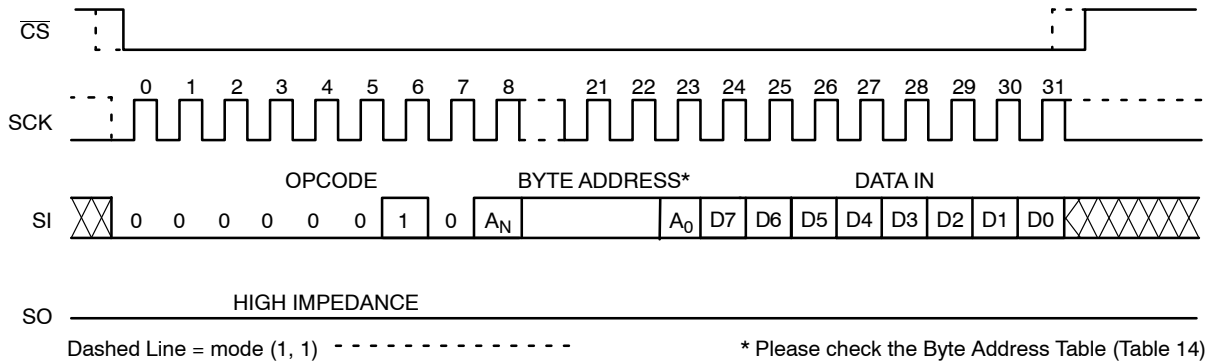 CS
0 1 2 3 4 5 6 7 8 21 22 23 24 25 26 27 28 29 30 31
SCK
OPCODE BYTE ADDRESS* DATA IN
SI 0 0 0 0 0 0 1 0 AN A0 D7 D6 D5 D4 D3 D2 D1 D0
HIGH IMPEDANCE
SO
Dashed Line = mode (1, 1) * Please check the Byte Address Table (Table 14)